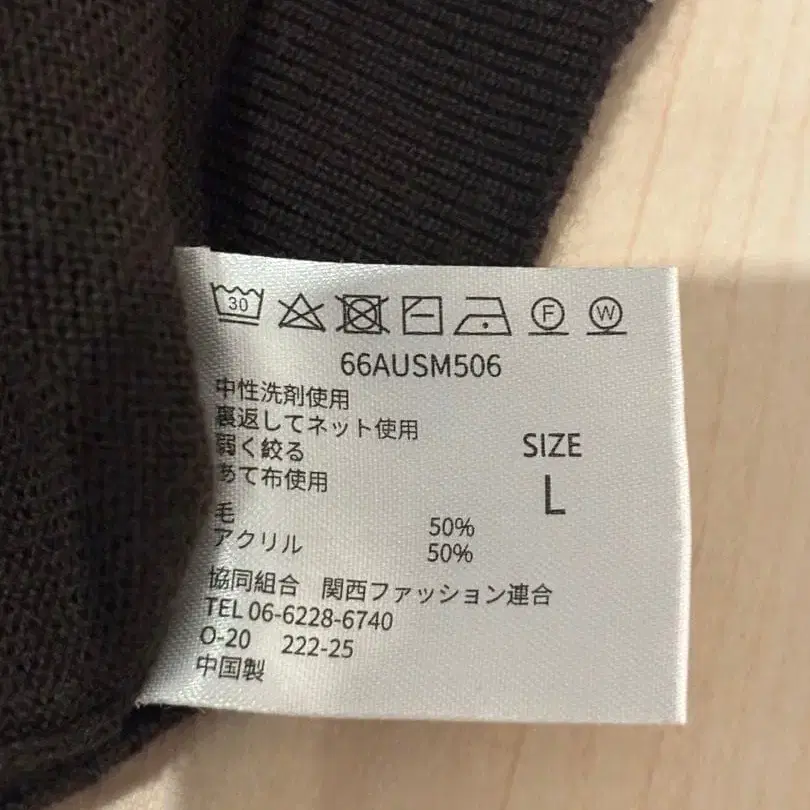 30
F W
66AUSM506
中性洗剤使用
裏返してネット使用
弱く絞る
あて布使用
SIZE
L
毛 50%
アクリル 50%
協同組合 関西ファッション連合
TEL 06-6228-6740
O-20 222-25
中国製